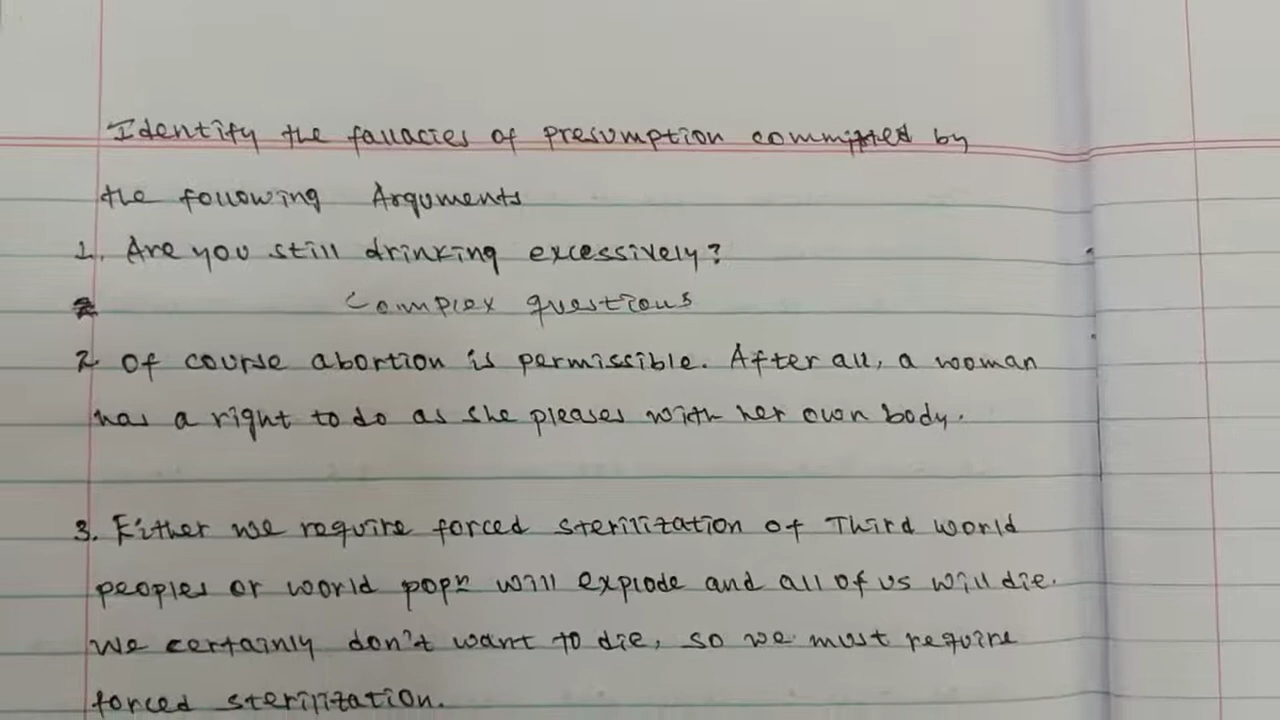 Identify the fallacies of presumption committed by
the following Arguments
1. Are you still drinking excessively?
complex questions
2 Of course abortion is permissible. After all, a woman
has a right to do as she pleases with her own body.
3. Either we require forced sterilization of Third world
peoples or world popn will explode and all of us will die.
We certainly don't want to die, so we must require
forced sterilization.